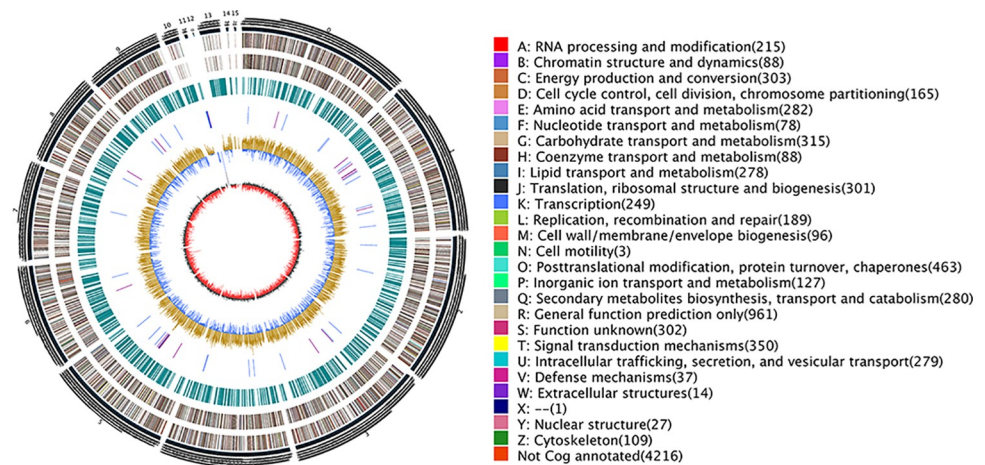 10 11 12 13 14 15
A: RNA processing and modification(215)
B: Chromatin structure and dynamics(88)
C: Energy production and conversion(303)
D: Cell cycle control, cell division, chromosome partitioning(165)
E: Amino acid transport and metabolism(282)
F: Nucleotide transport and metabolism(78)
G: Carbohydrate transport and metabolism(315)
H: Coenzyme transport and metabolism(88)
I: Lipid transport and metabolism(278)
J: Translation, ribosomal structure and biogenesis(301)
K: Transcription(249)
L: Replication, recombination and repair(189)
M: Cell wall/membrane/envelope biogenesis(96)
N: Cell motility(3)
O: Posttranslational modification, protein turnover, chaperones(463)
P: Inorganic ion transport and metabolism(127)
Q: Secondary metabolites biosynthesis, transport and catabolism(280)
R: General function prediction only(961)
S: Function unknown(302)
T: Signal transduction mechanisms(350)
U: Intracellular trafficking, secretion, and vesicular transport(279)
V: Defense mechanisms(37)
W: Extracellular structures(14)
X: --(1)
Y: Nuclear structure(27)
Z: Cytoskeleton(109)
Not Cog annotated(4216)